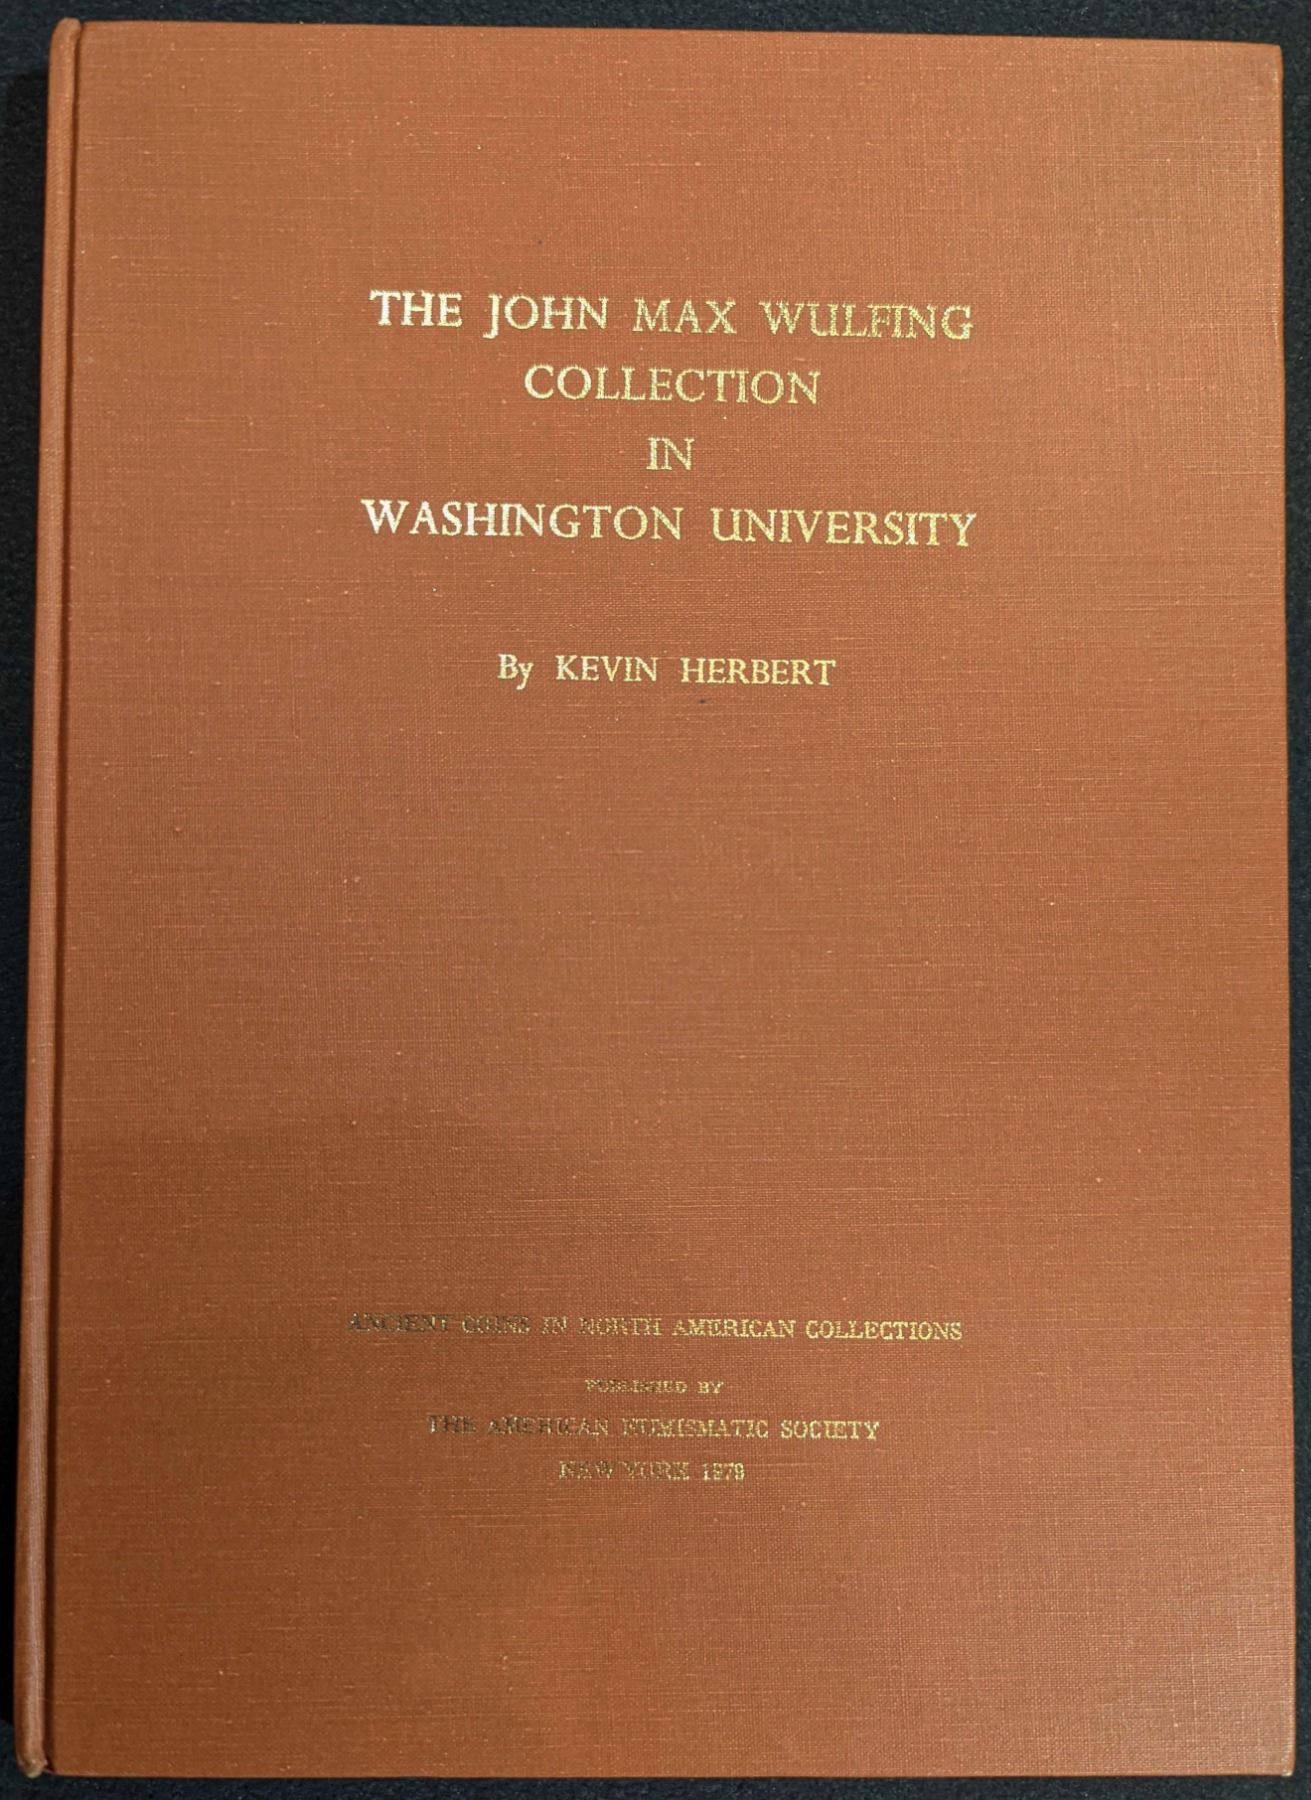 THE JOHN MAX WULFING
COLLECTION
IN
WASHINGTON UNIVERSITY
By KEVIN HERBERT
ANCIENT COINS IN NORTH AMERICAN COLLECTIONS
PUBLISHED BY
THE AMERICAN NUMISMATIC SOCIETY
NEW YORK 1979